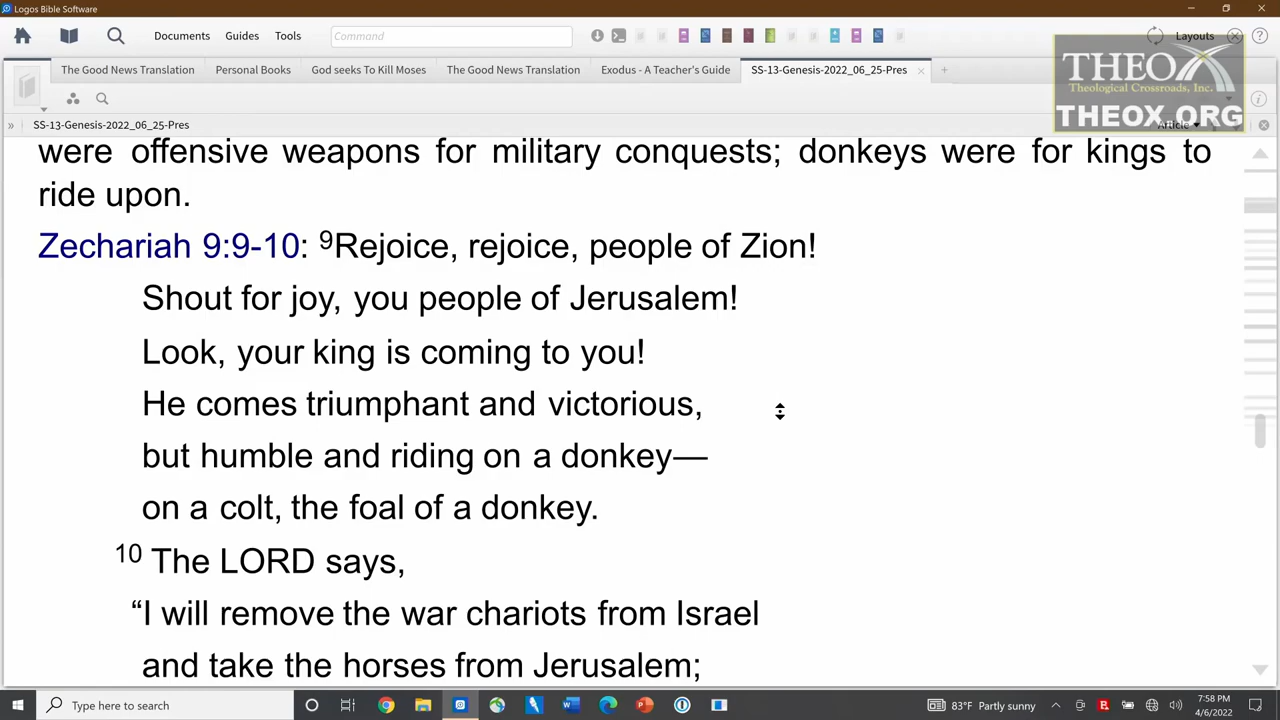 Logos Bible Software
Documents Guides Tools Command Layouts
The Good News Translation Personal Books God seeks To Kill Moses The Good News Translation Exodus - A Teacher's Guide SS-13-Genesis-2022_06_25-Pres
THEOX
Theological Crossroads, Inc.
THEOX.ORG
SS-13-Genesis-2022_06_25-Pres Article
were offensive weapons for military conquests; donkeys were for kings to
ride upon.
Zechariah 9:9-10: 9Rejoice, rejoice, people of Zion!
Shout for joy, you people of Jerusalem!
Look, your king is coming to you!
He comes triumphant and victorious,
but humble and riding on a donkey—
on a colt, the foal of a donkey.
10 The LORD says,
“I will remove the war chariots from Israel
and take the horses from Jerusalem;
Type here to search 83°F Partly sunny 7:58 PM
4/6/2022